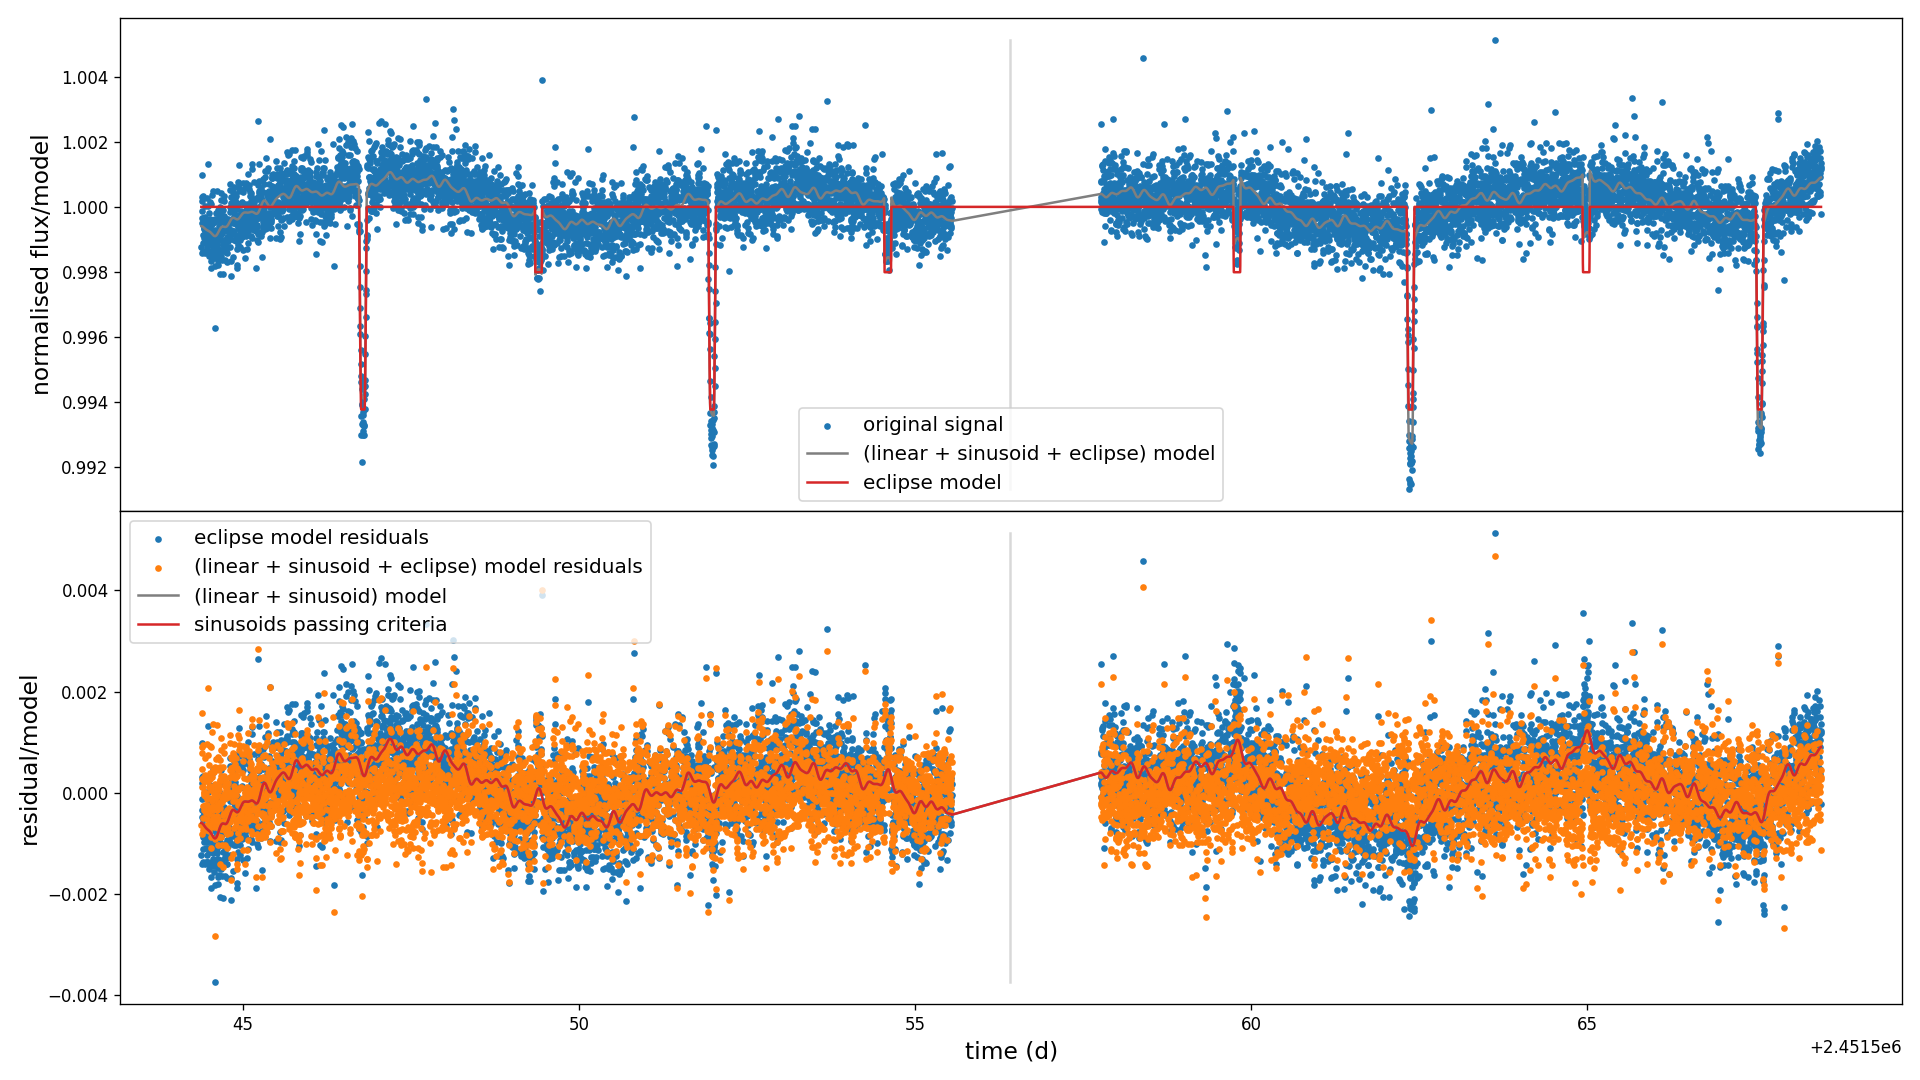 normalised flux/model
1.004
1.002
1.000
0.998
0.996
0.994
0.992
original signal
(linear + sinusoid + eclipse) model
eclipse model
residual/model
0.004
0.002
0.000
−0.002
−0.004
eclipse model residuals
(linear + sinusoid + eclipse) model residuals
(linear + sinusoid) model
sinusoids passing criteria
45
50
55
60
65
time (d)
+2.4515e6